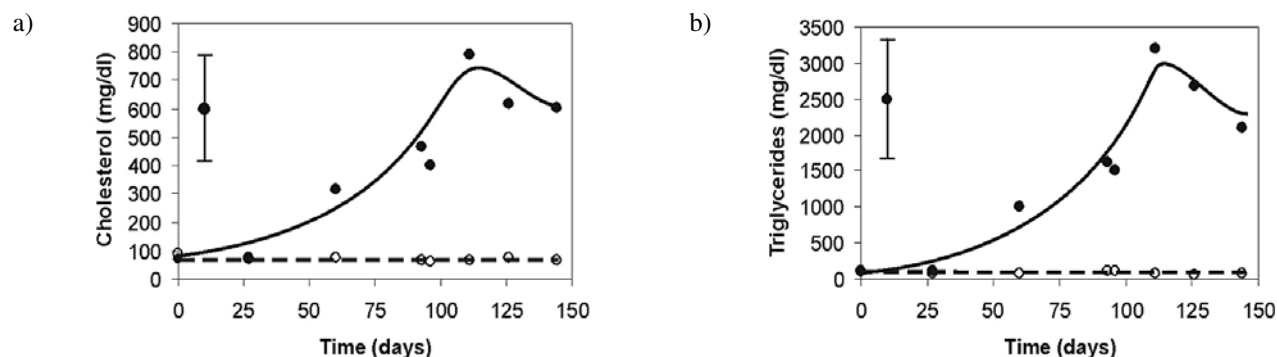 a)
Cholesterol (mg/dl)
900
800
700
600
500
400
300
200
100
0
0 25 50 75 100 125 150
Time (days)
b)
Triglycerides (mg/dl)
3500
3000
2500
2000
1500
1000
500
0
0 25 50 75 100 125 150
Time (days)